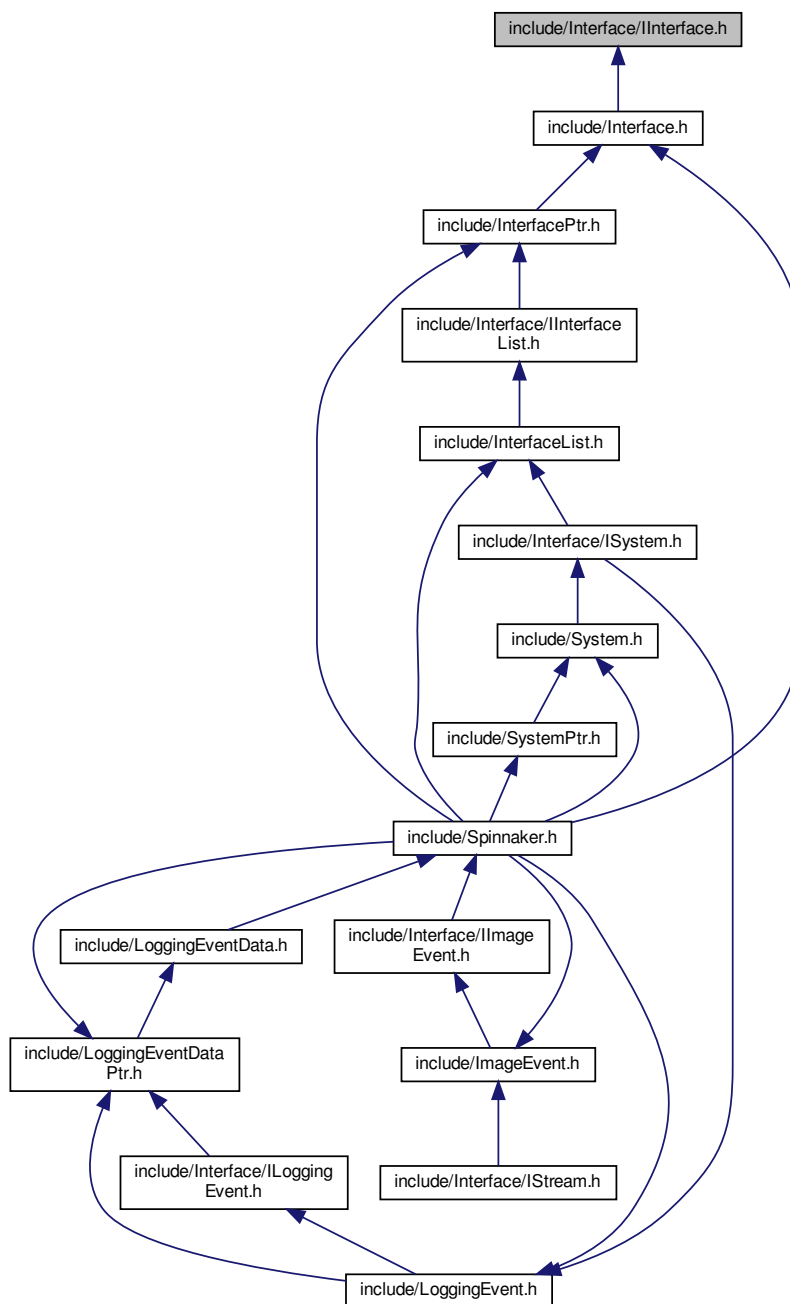 include/Interface/IInterface.h
include/Interface.h
include/InterfacePtr.h
include/Interface/IInterface
List.h
include/InterfaceList.h
include/Interface/ISystem.h
include/System.h
include/SystemPtr.h
include/Spinnaker.h
include/LoggingEventData.h
include/Interface/IImage
Event.h
include/LoggingEventData
Ptr.h
include/ImageEvent.h
include/Interface/ILogging
Event.h
include/Interface/IStream.h
include/LoggingEvent.h